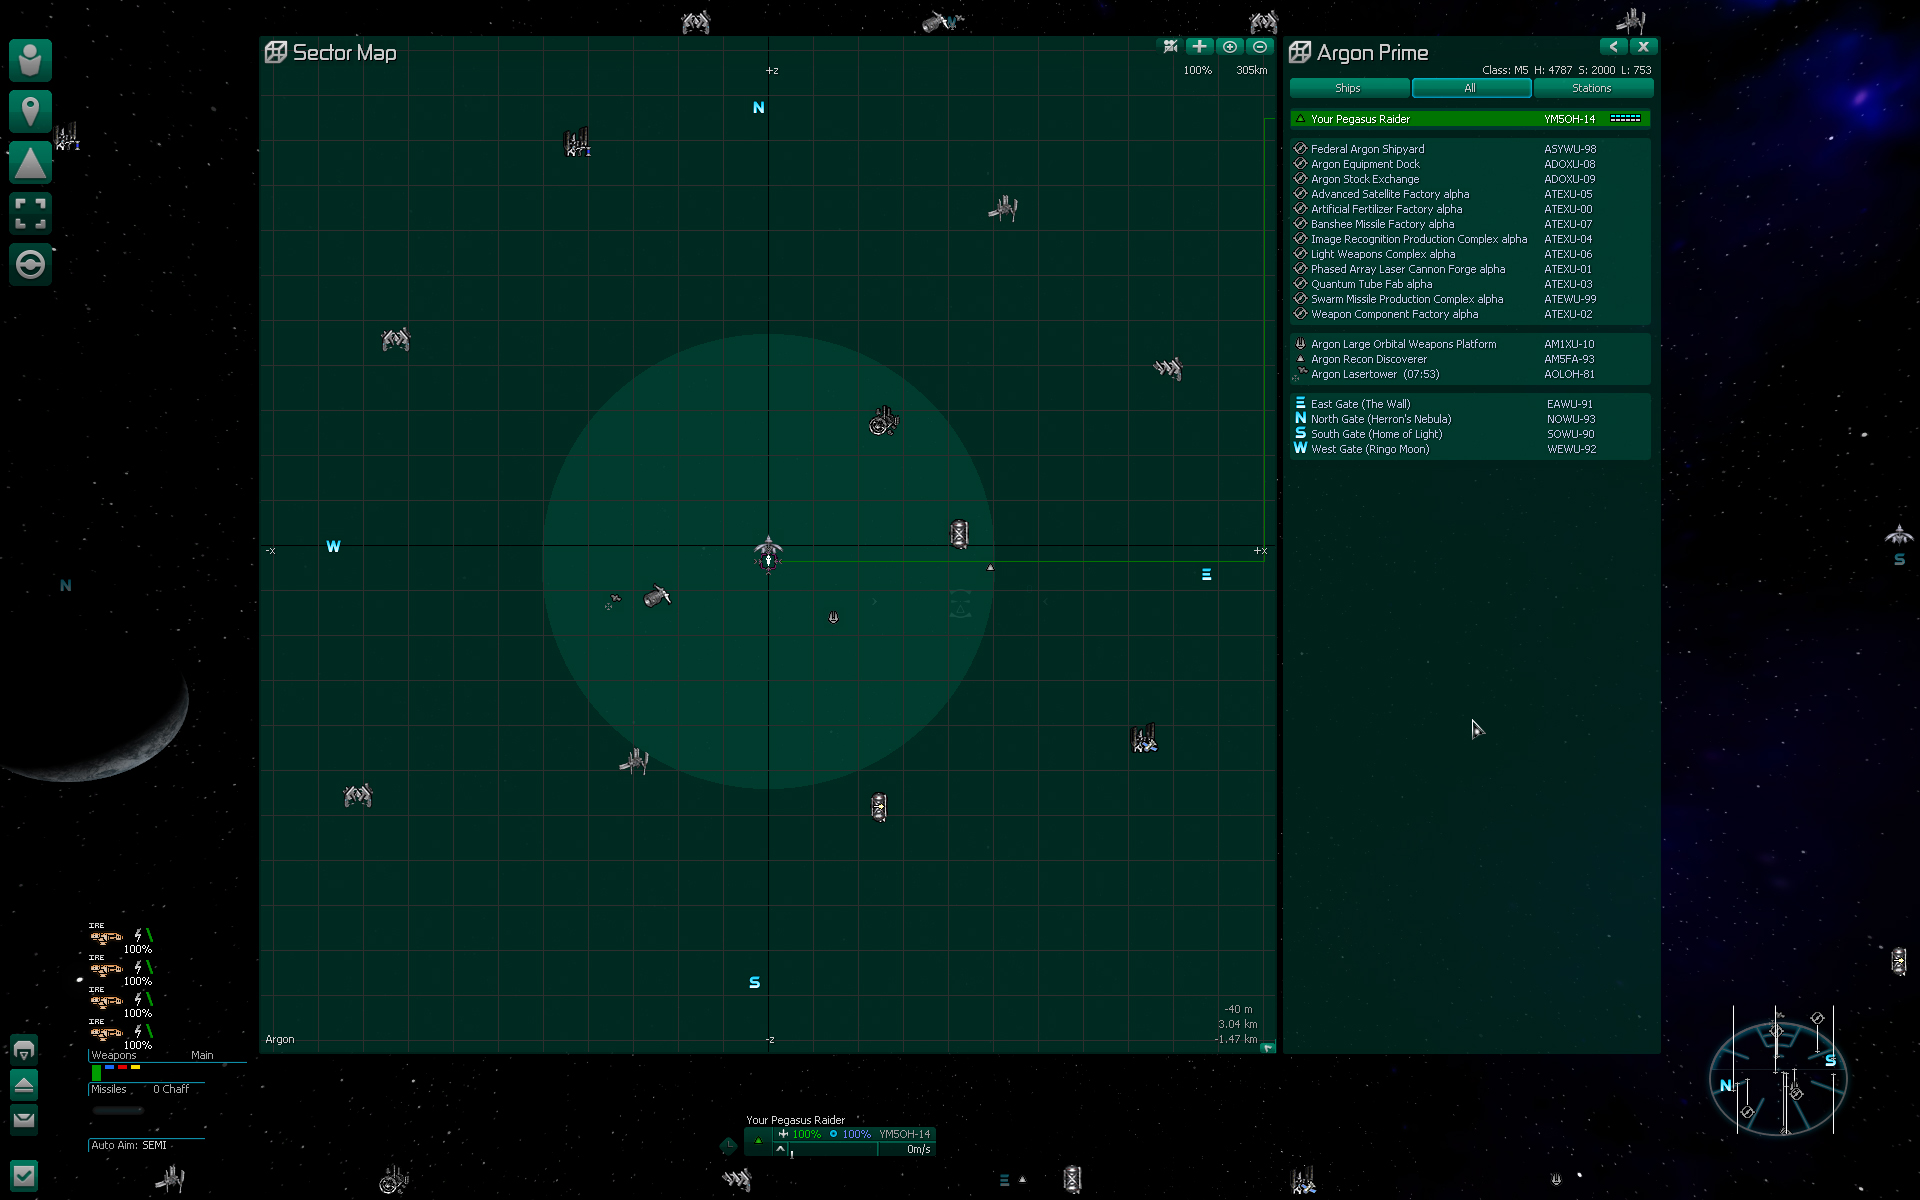 Sector Map
100% 305km
+z
N
-x
W
+x
E
S
-z
Argon
-40 m
3.04 km
-1.47 km
Argon Prime
Class: M5 H: 4787 S: 2000 L: 753
Ships All Stations
Your Pegasus Raider YM5OH-14
Federal Argon Shipyard ASYWU-98
Argon Equipment Dock ADOXU-08
Argon Stock Exchange ADOXU-09
Advanced Satellite Factory alpha ATEXU-05
Artificial Fertilizer Factory alpha ATEXU-00
Banshee Missile Factory alpha ATEXU-07
Image Recognition Production Complex alpha ATEXU-04
Light Weapons Complex alpha ATEXU-06
Phased Array Laser Cannon Forge alpha ATEXU-01
Quantum Tube Fab alpha ATEXU-03
Swarm Missile Production Complex alpha ATEWU-99
Weapon Component Factory alpha ATEXU-02
Argon Large Orbital Weapons Platform AM1XU-10
Argon Recon Discoverer AM5FA-93
Argon Lasertower (07:53) AOLOH-81
E East Gate (The Wall) EAWU-91
N North Gate (Herron's Nebula) NOWU-93
S South Gate (Home of Light) SOWU-90
W West Gate (Ringo Moon) WEWU-92
W
N
S
IRE
100%
IRE
100%
IRE
100%
IRE
100%
Weapons Main
Missiles 0 Chaff
Auto Aim: SEMI
Your Pegasus Raider
100% 100% YM5OH-14
0m/s
E
N
S